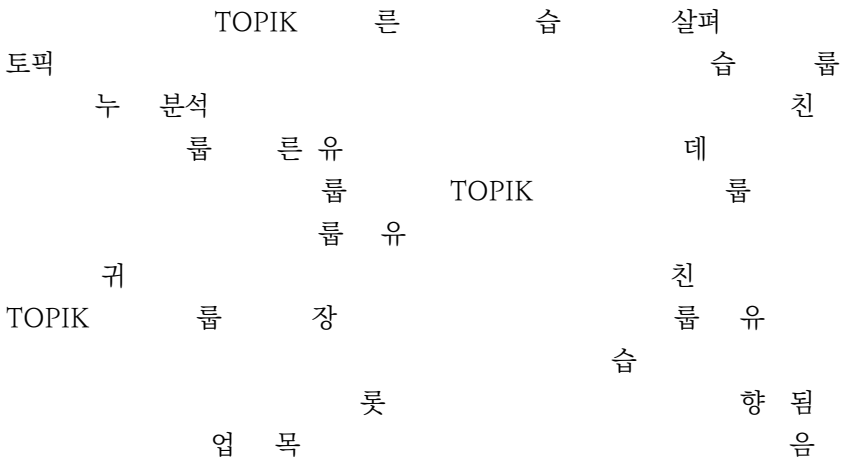 TOPIK 른 습 살펴
토픽 습 룹
누 분석 친
룹 른 유 데
룹 TOPIK 룹
룹 유
귀 친
TOPIK 룹 장 룹 유
습
롯 향 됨
업 목 음